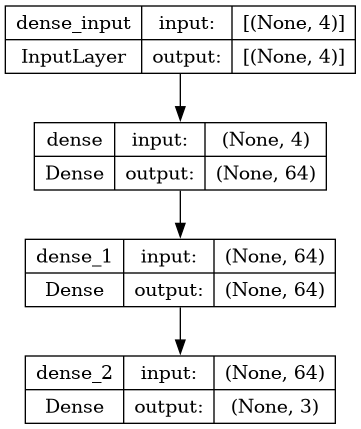 dense_input input: [(None, 4)]
InputLayer output: [(None, 4)]
dense input: (None, 4)
Dense output: (None, 64)
dense_1 input: (None, 64)
Dense output: (None, 64)
dense_2 input: (None, 64)
Dense output: (None, 3)